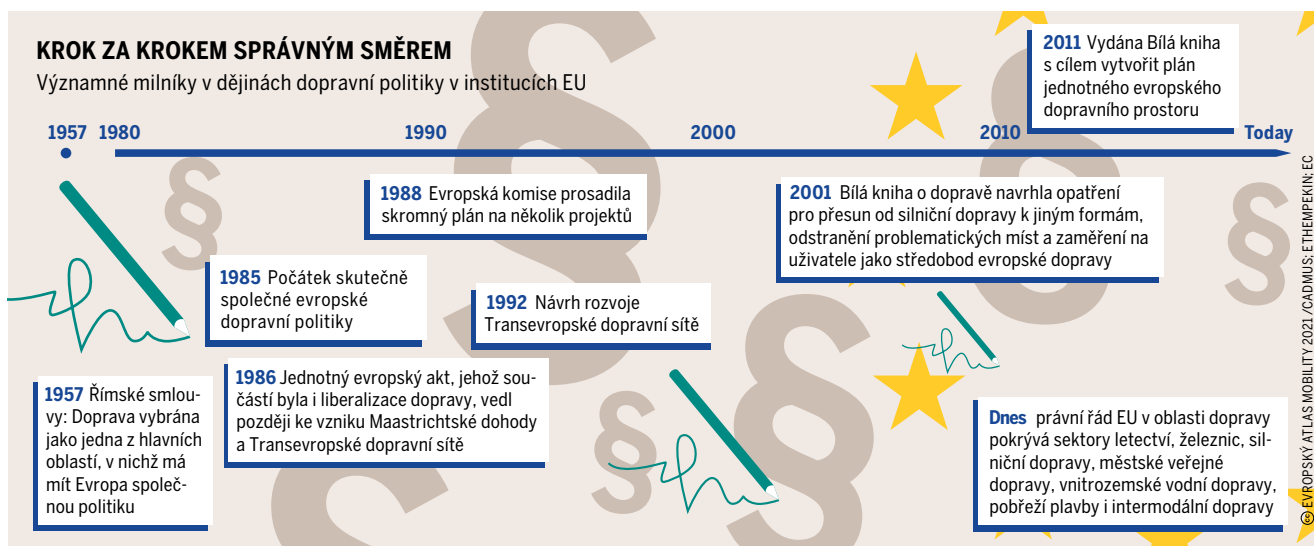 KROK ZA KROKEM SPRÁVNÝM SMĚREM
Významné milníky v dějinách dopravní politiky v institucích EU
1957 1980 1990 2000 2010 Today
2011 Vydána Bílá kniha
s cílem vytvořit plán
jednotného evropského
dopravního prostoru
1988 Evropská komise prosadila
skromný plán na několik projektů
2001 Bílá kniha o dopravě navrhla opatření
pro přesun od silniční dopravy k jiným formám,
odstranění problematických míst a zaměření na
uživatele jako středobod evropské dopravy
1985 Počátek skutečně
společné evropské
dopravní politiky
1992 Návrh rozvoje
Transevropské dopravní sítě
1957 Římské smlou-
vy: Doprava vybrána
jako jedna z hlavních
oblastí, v nichž má
mít Evropa společ-
nou politiku
1986 Jednotný evropský akt, jehož sou-
částí byla i liberalizace dopravy, vedl
později ke vzniku Maastrichtské dohody
a Transevropské dopravní sítě
Dnes právní řád EU v oblasti dopravy
pokrývá sektory letectví, železnic, sil-
niční dopravy, městské veřejné
dopravy, vnitrozemské vodní dopravy,
pobřeží plavby i intermodální dopravy
EVROPSKÝ ATLAS MOBILITY 2021 /CADMUS; ETHEMPEKIN; EC